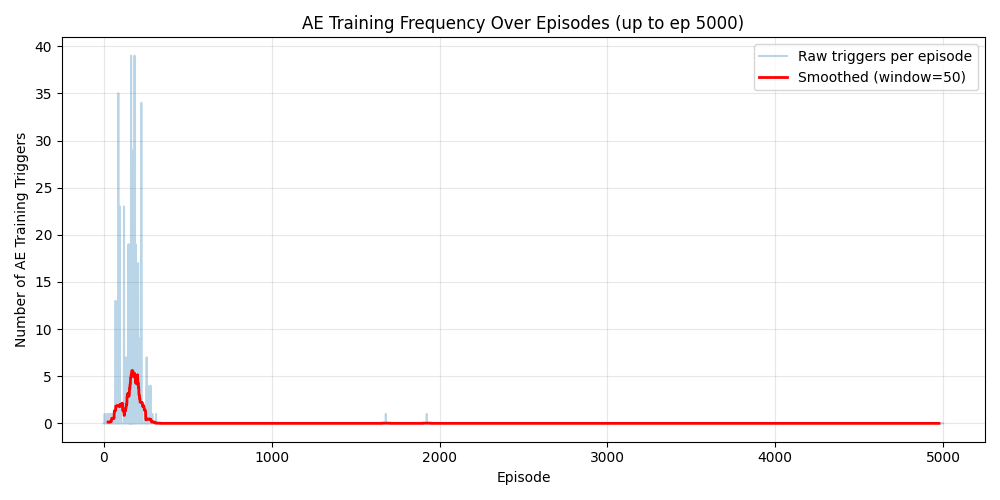 AE Training Frequency Over Episodes (up to ep 5000)
Raw triggers per episode
Smoothed (window=50)
Number of AE Training Triggers
40
35
30
25
20
15
10
5
0
0 1000 2000 3000 4000 5000
Episode